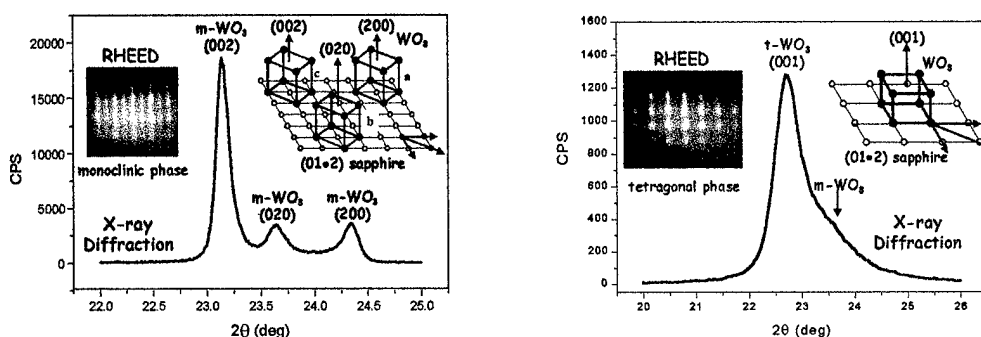 m-WO₃
(002)
(002)
(020)
(200)
WO₃
RHEED
c
a
b
monoclinic phase
(01•2) sapphire
m-WO₃
(020)
m-WO₃
(200)
X-ray
Diffraction
CPS
20000
15000
10000
5000
0
22.0
23.0
23.5
24.0
24.5
25.0
2θ (deg)
t-WO₃
(001)
(001)
WO₃
RHEED
(01•2) sapphire
tetragonal phase
m-WO₃
X-ray
Diffraction
CPS
1600
1400
1200
1000
800
600
400
200
0
20
21
22
23
24
25
26
2θ (deg)